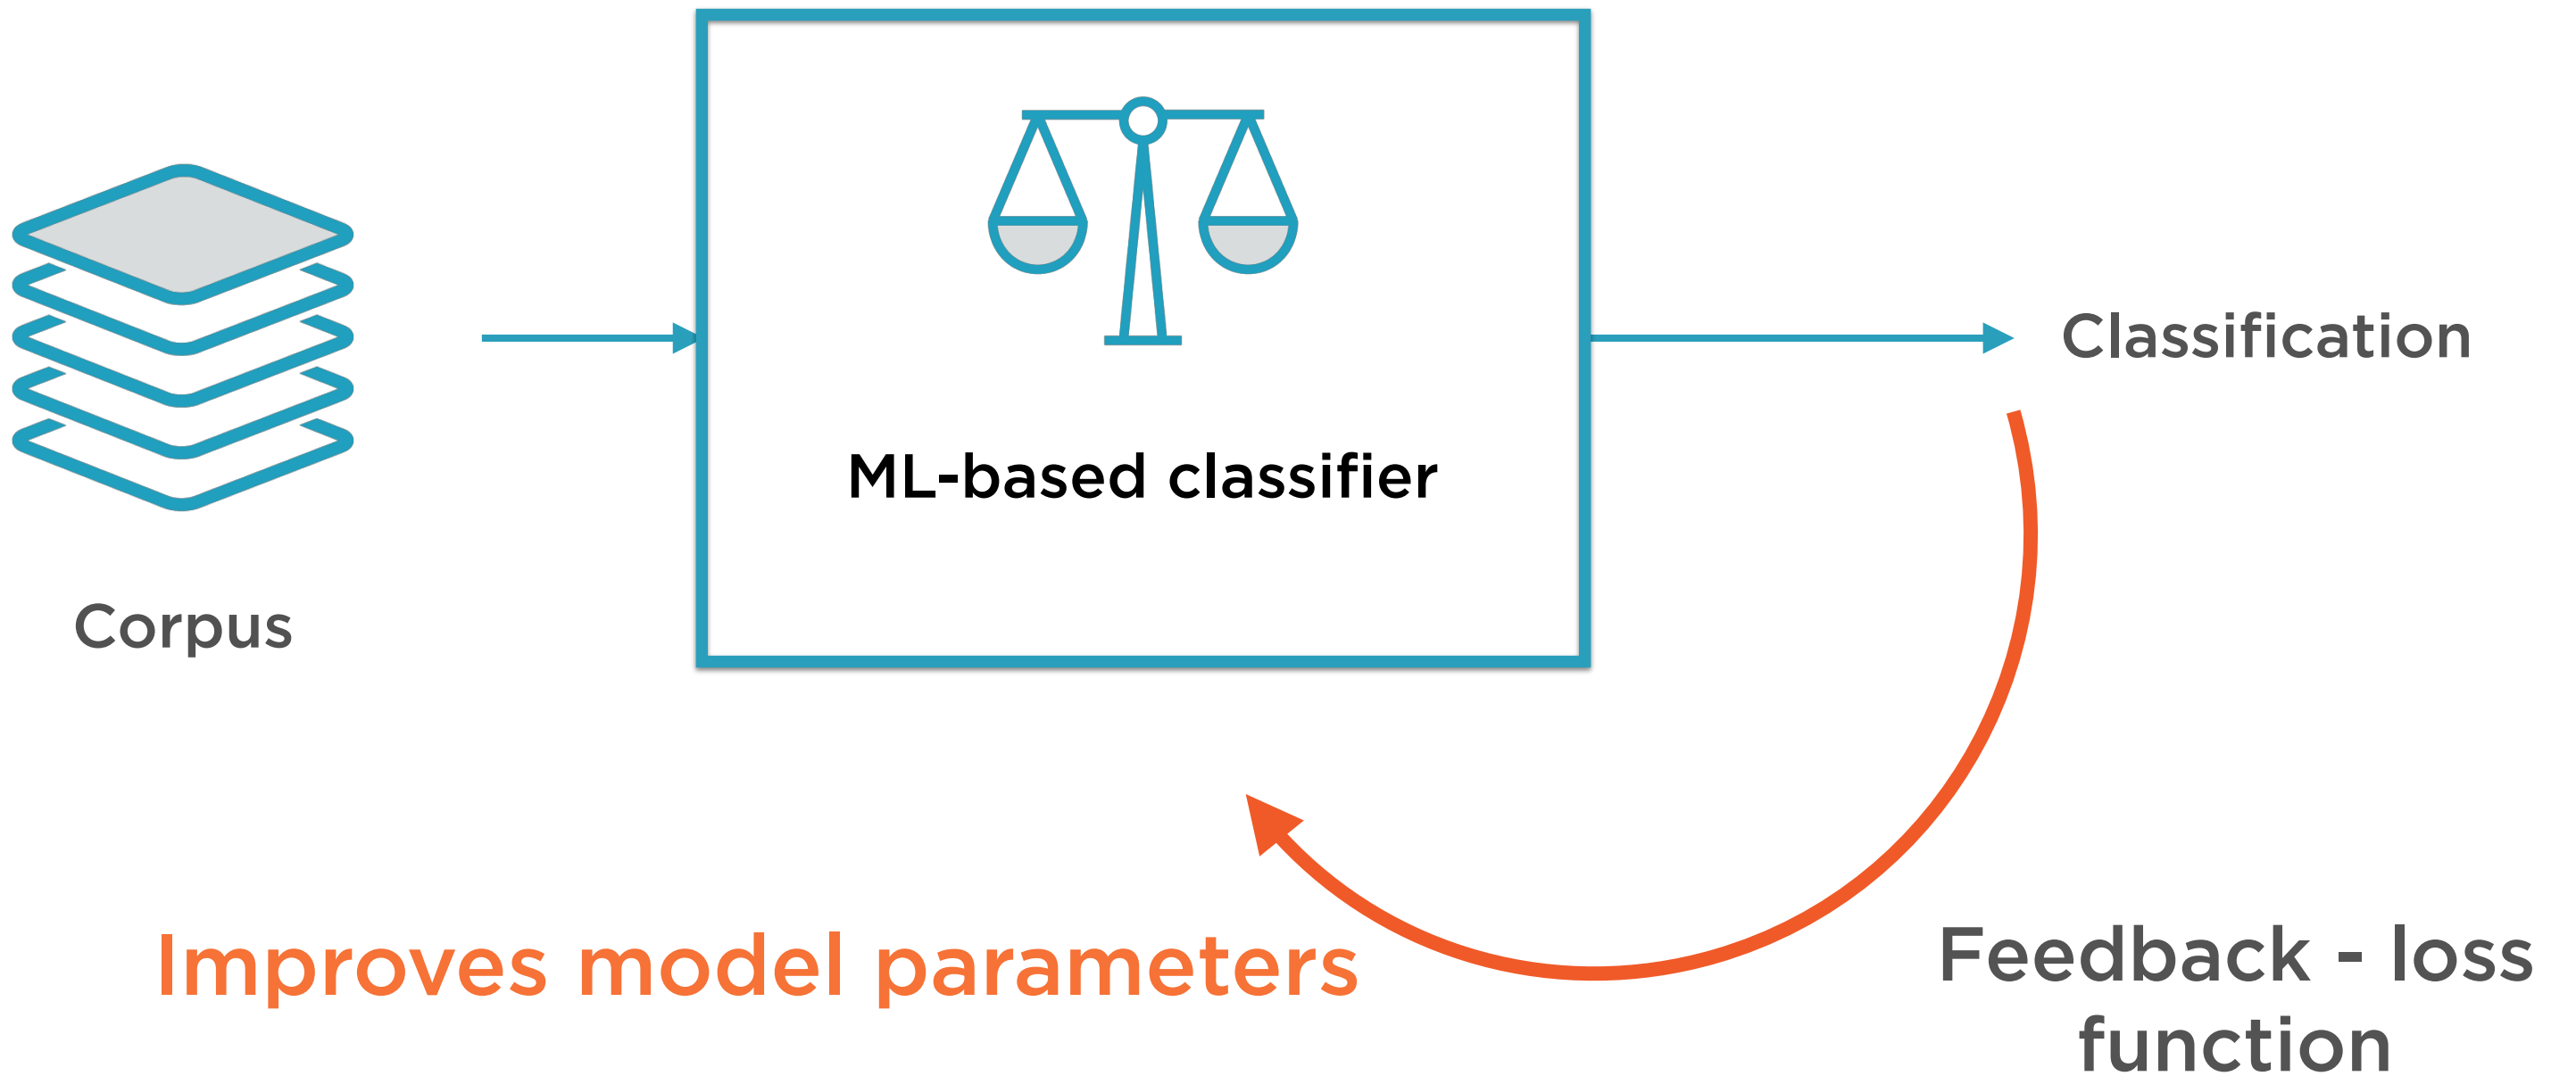 Classification
ML-based classifier
Corpus
Improves model parameters
Feedback - loss
function